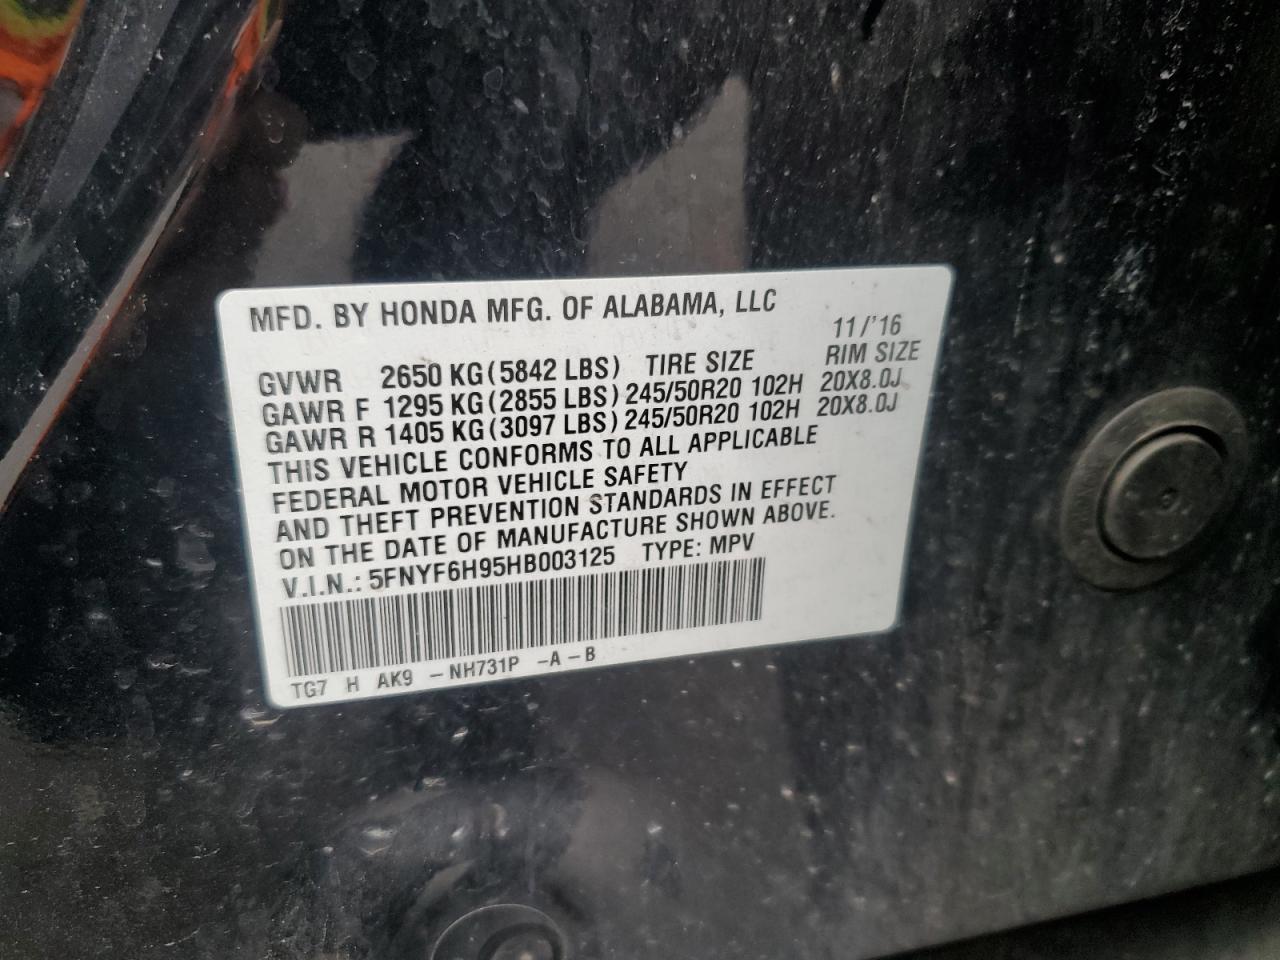 MFD. BY HONDA MFG. OF ALABAMA, LLC
11/'16
GVWR 2650 KG (5842 LBS) TIRE SIZE RIM SIZE
GAWR F 1295 KG (2855 LBS) 245/50R20 102H 20X8.0J
GAWR R 1405 KG (3097 LBS) 245/50R20 102H 20X8.0J
THIS VEHICLE CONFORMS TO ALL APPLICABLE
FEDERAL MOTOR VEHICLE SAFETY
AND THEFT PREVENTION STANDARDS IN EFFECT
ON THE DATE OF MANUFACTURE SHOWN ABOVE.
V.I.N.: 5FNYF6H95HB003125 TYPE: MPV
TG7 H AK9 – NH731P – A – B